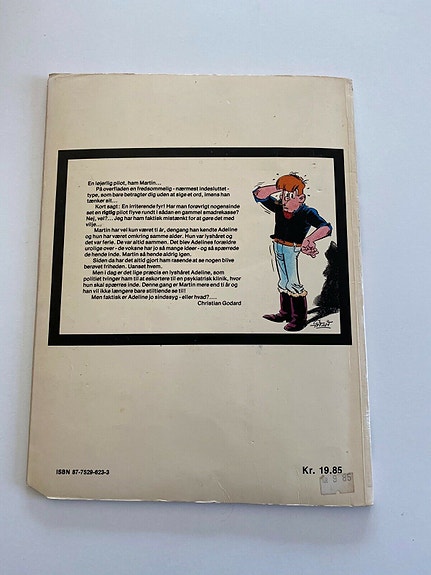 En løjerlig pilot, ham Martin...
På overfladen en fredsommelig - nærmest indesluttet -
type, som bare betragter dig uden at sige et ord, imens han
tænker sit...
Kort sagt: En irriterende fyr! Har man forøvrigt nogensinde
set en rigtig pilot flyve rundt i sådan en gammel smadrekasse?
Nej, vel?... Jeg har ham faktisk mistænkt for at gøre det med
vilje...
Martin har vel kun været ti år, dengang han kendte Adeline
og hun har været omkring samme alder. Hun var lyshåret og
det var ferie. De var altid sammen. Det blev Adelines forældre
urolige over - de voksne har jo så mange ideer - og så spærrede
de hende inde. Martin så hende aldrig igen.
Siden da har det altid gjort ham rasende at se nogen blive
berøvet friheden. Uanset hvem.
Men i dag er det lige præcis en lyshåret Adeline, som
politiet tvinger ham til at eskortere til en psykiatrisk klinik, hvor
hun skal spærres inde. Denne gang er Martin mere end ti år og
han vil ikke længere bare stiltiende se til!
Men faktisk er Adeline jo sindssyg - eller hvad?....
Christian Godard
ISBN 87-7529-623-3
Kr. 19.85
9 85